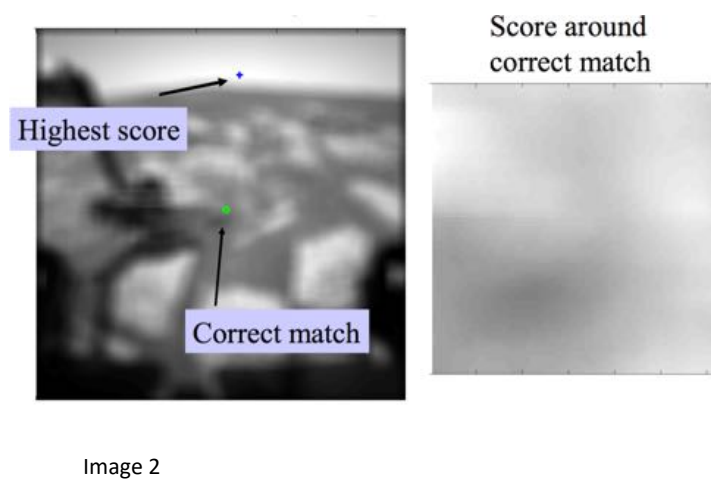 Score around
correct match
Highest score
Correct match
Image 2